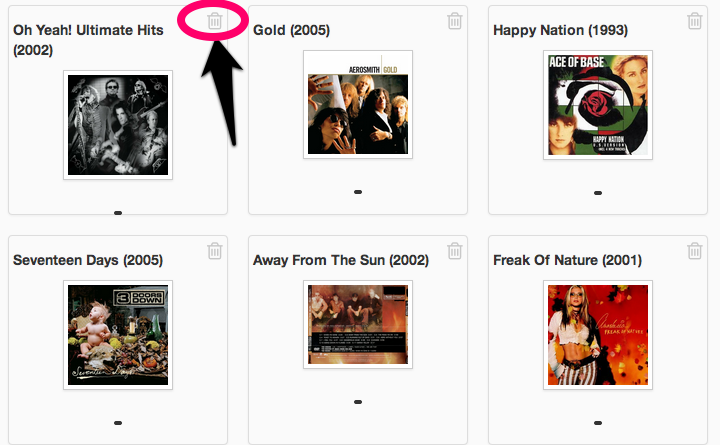 Oh Yeah! Ultimate Hits
(2002)
Gold (2005)
AEROSMITH GOLD
Happy Nation (1993)
ACE OF BASE
HAPPY NATION
U.S. VERSION
Seventeen Days (2005)
3 DOORS
DOWN
Seventeen Days
Away From The Sun (2002)
Freak Of Nature (2001)
Anastacia
FREAK OF NATURE